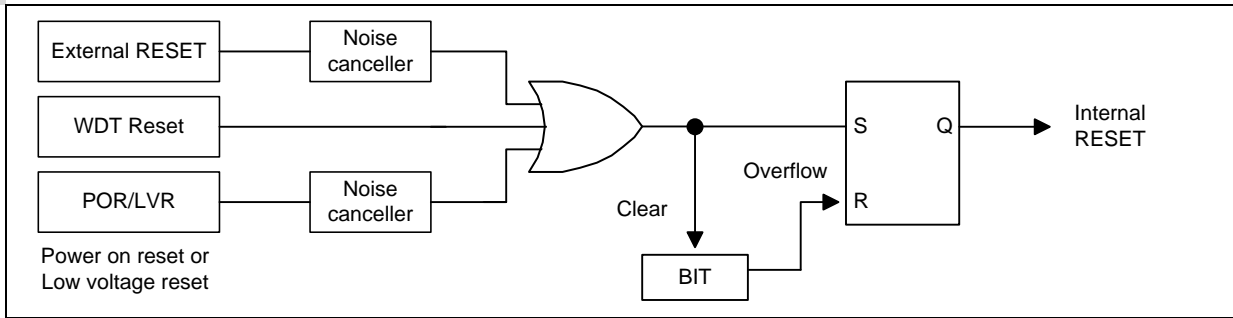 External RESET
Noise
canceller
WDT Reset
POR/LVR
Noise
canceller
Power on reset or
Low voltage reset
Clear
BIT
Overflow
S
Q
R
Internal
RESET